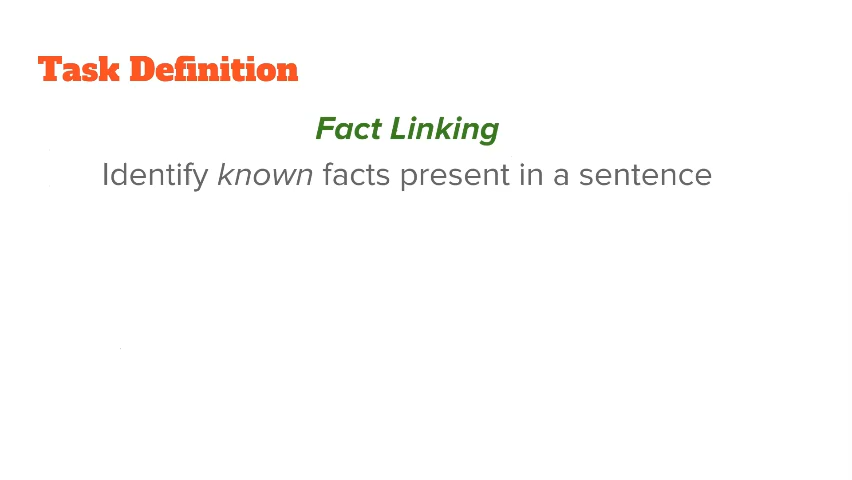 Task Definition
Fact Linking
Identify known facts present in a sentence